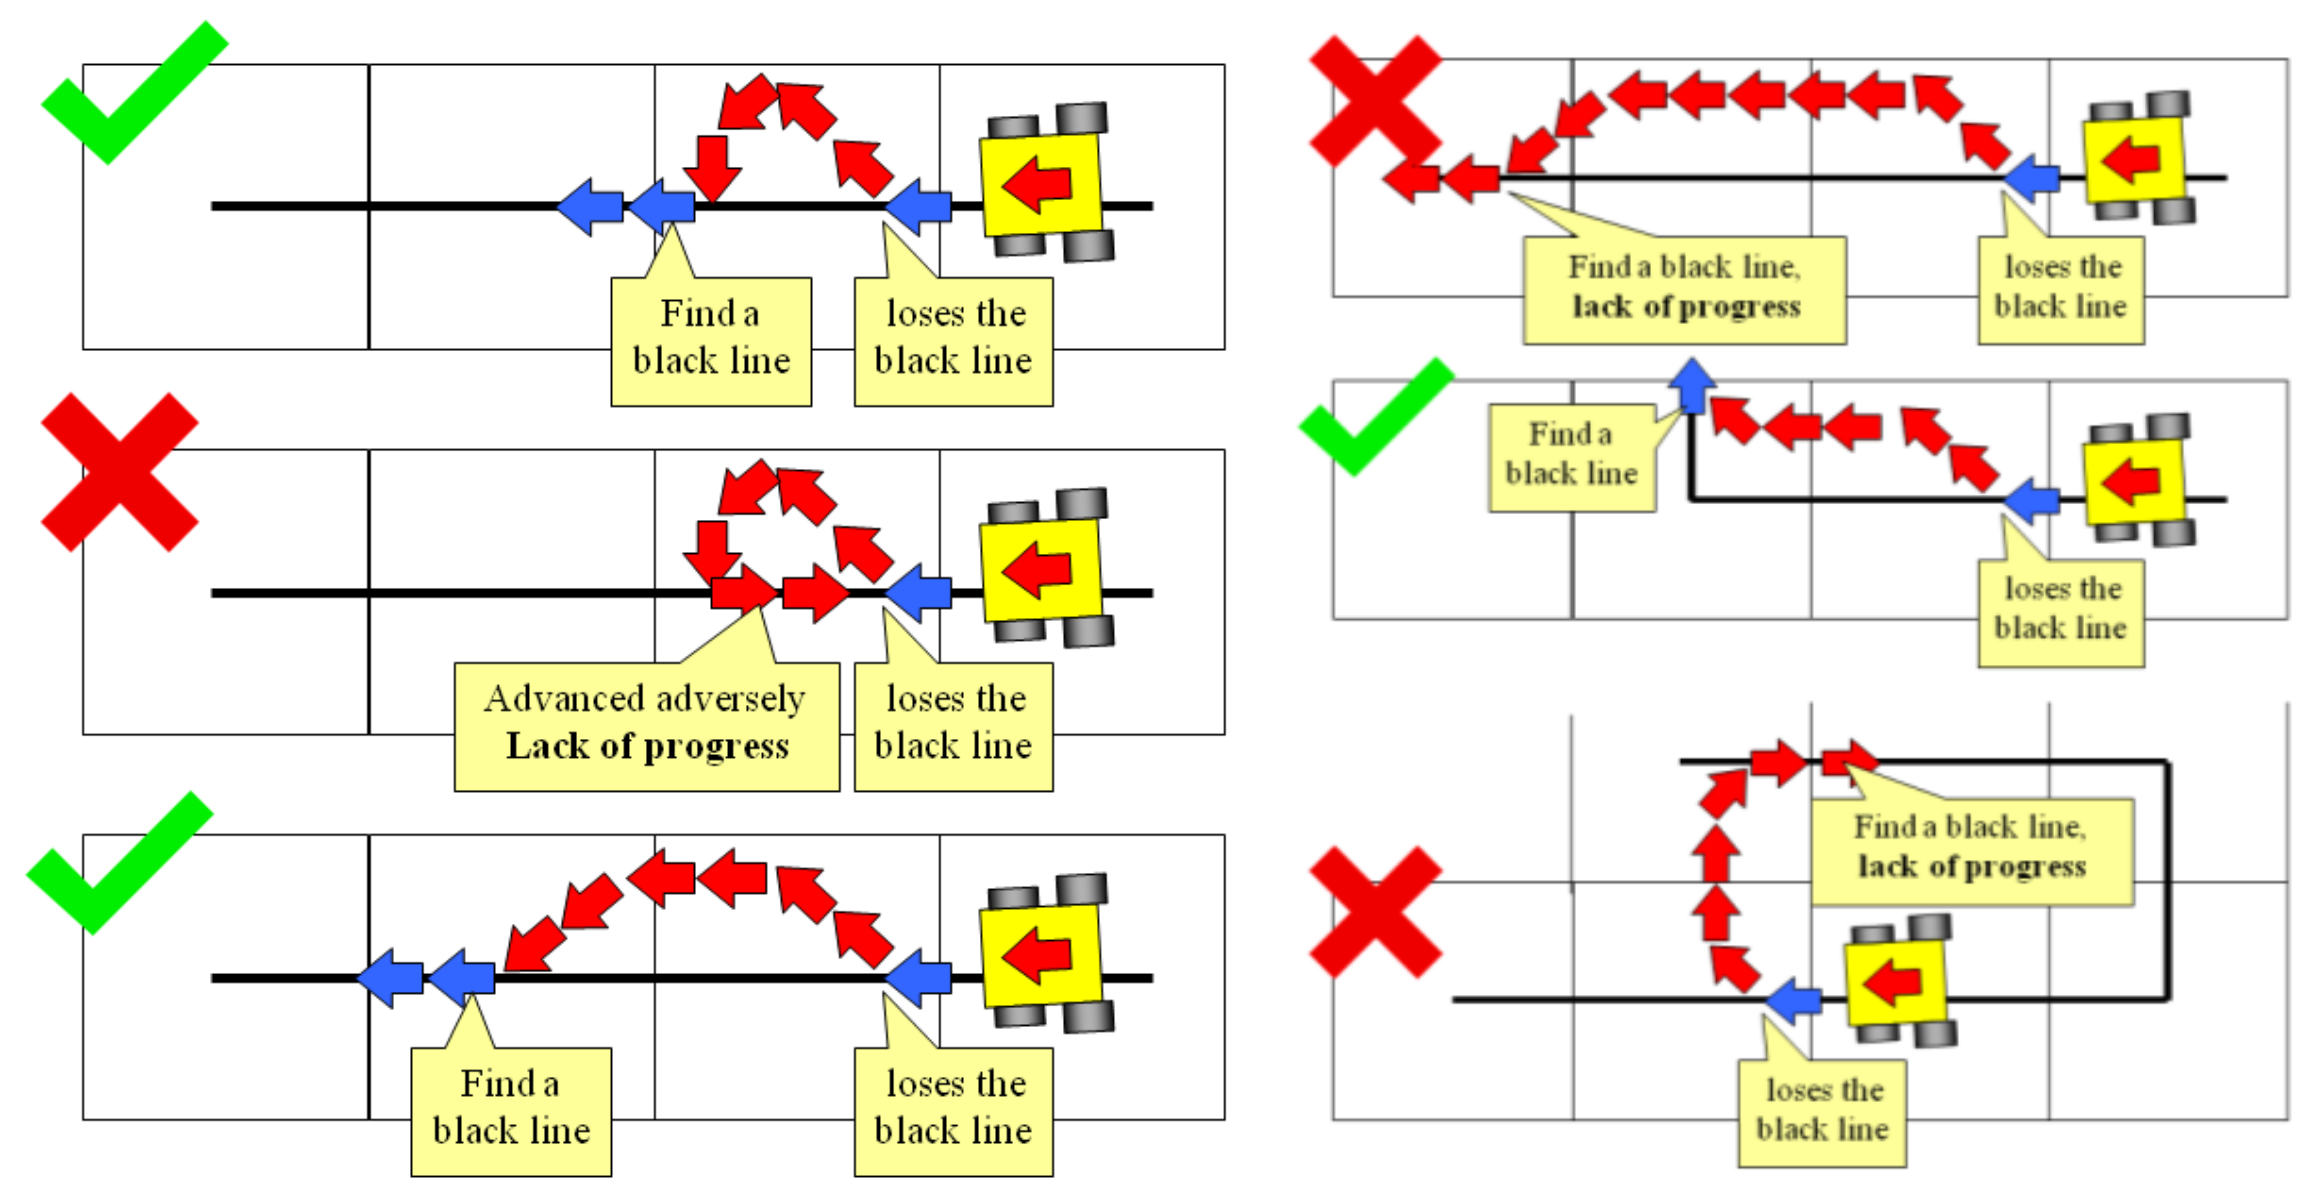 Find a
black line
loses the
black line
Advanced adversely
Lack of progress
loses the
black line
Find a
black line
loses the
black line
Find a black line,
lack of progress
loses the
black line
Find a
black line
loses the
black line
Find a black line,
lack of progress
loses the
black line